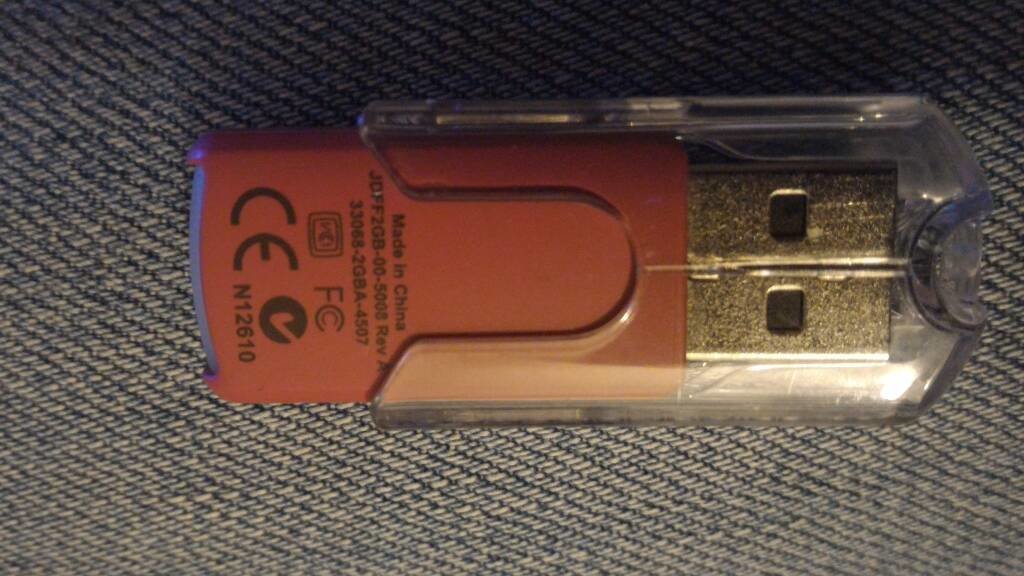 Made in China
JDFF2GB-00-5008 Rev A
33068-2GBA-4507
FC
CE
N12610